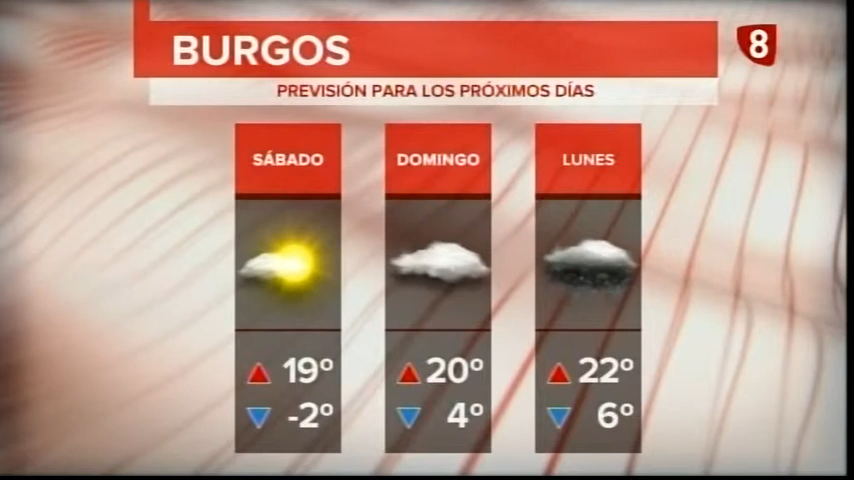 BURGOS
8
PREVISIÓN PARA LOS PRÓXIMOS DÍAS
SÁBADO DOMINGO LUNES
19º 20º 22º
-2º 4º 6º